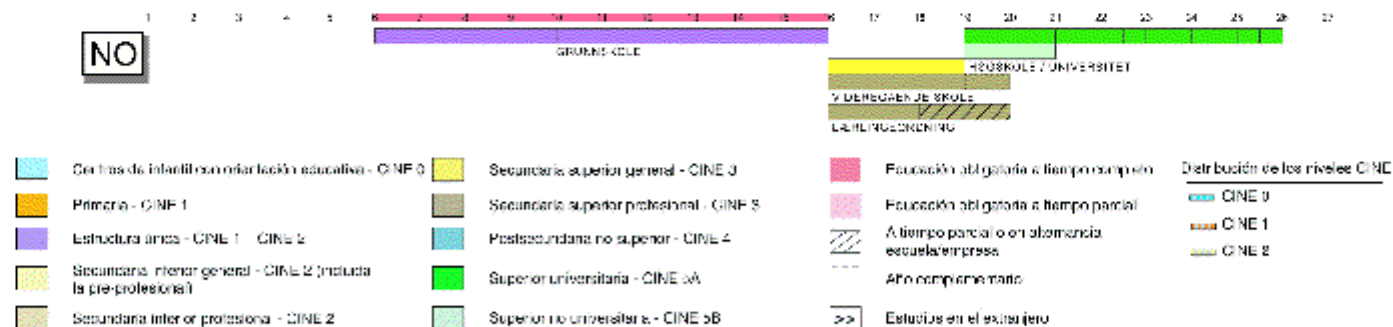 1 2 3 4 5 6 7 8 9 10 11 12 13 14 15 16 17 18 19 20 21 22 23 24 25 26 27
NO
GRUNNSKOLE
HØGSKOLE / UNIVERSITET
VIDEREGÅENDE SKOLE
LÆRLINGEORDNING
Centros de infantil con orientación educativa - CINE 0
Primaria - CINE 1
Estructura única - CINE 1 CINE 2
Secundaria inferior general - CINE 2 (incluida
la pre-profesional)
Secundaria inferior profesional - CINE 2
Secundaria superior general - CINE 3
Secundaria superior profesional - CINE 3
Postsecundaria no superior - CINE 4
Superior universitaria - CINE 5A
Superior no universitaria - CINE 5B
Educación obligatoria a tiempo completo
Educación obligatoria a tiempo parcial
A tiempo parcial o en alternancia
escuela/empresa
Año complementario
>> Estudios en el extranjero
Distribución de los niveles CINE
CINE 0
CINE 1
CINE 2